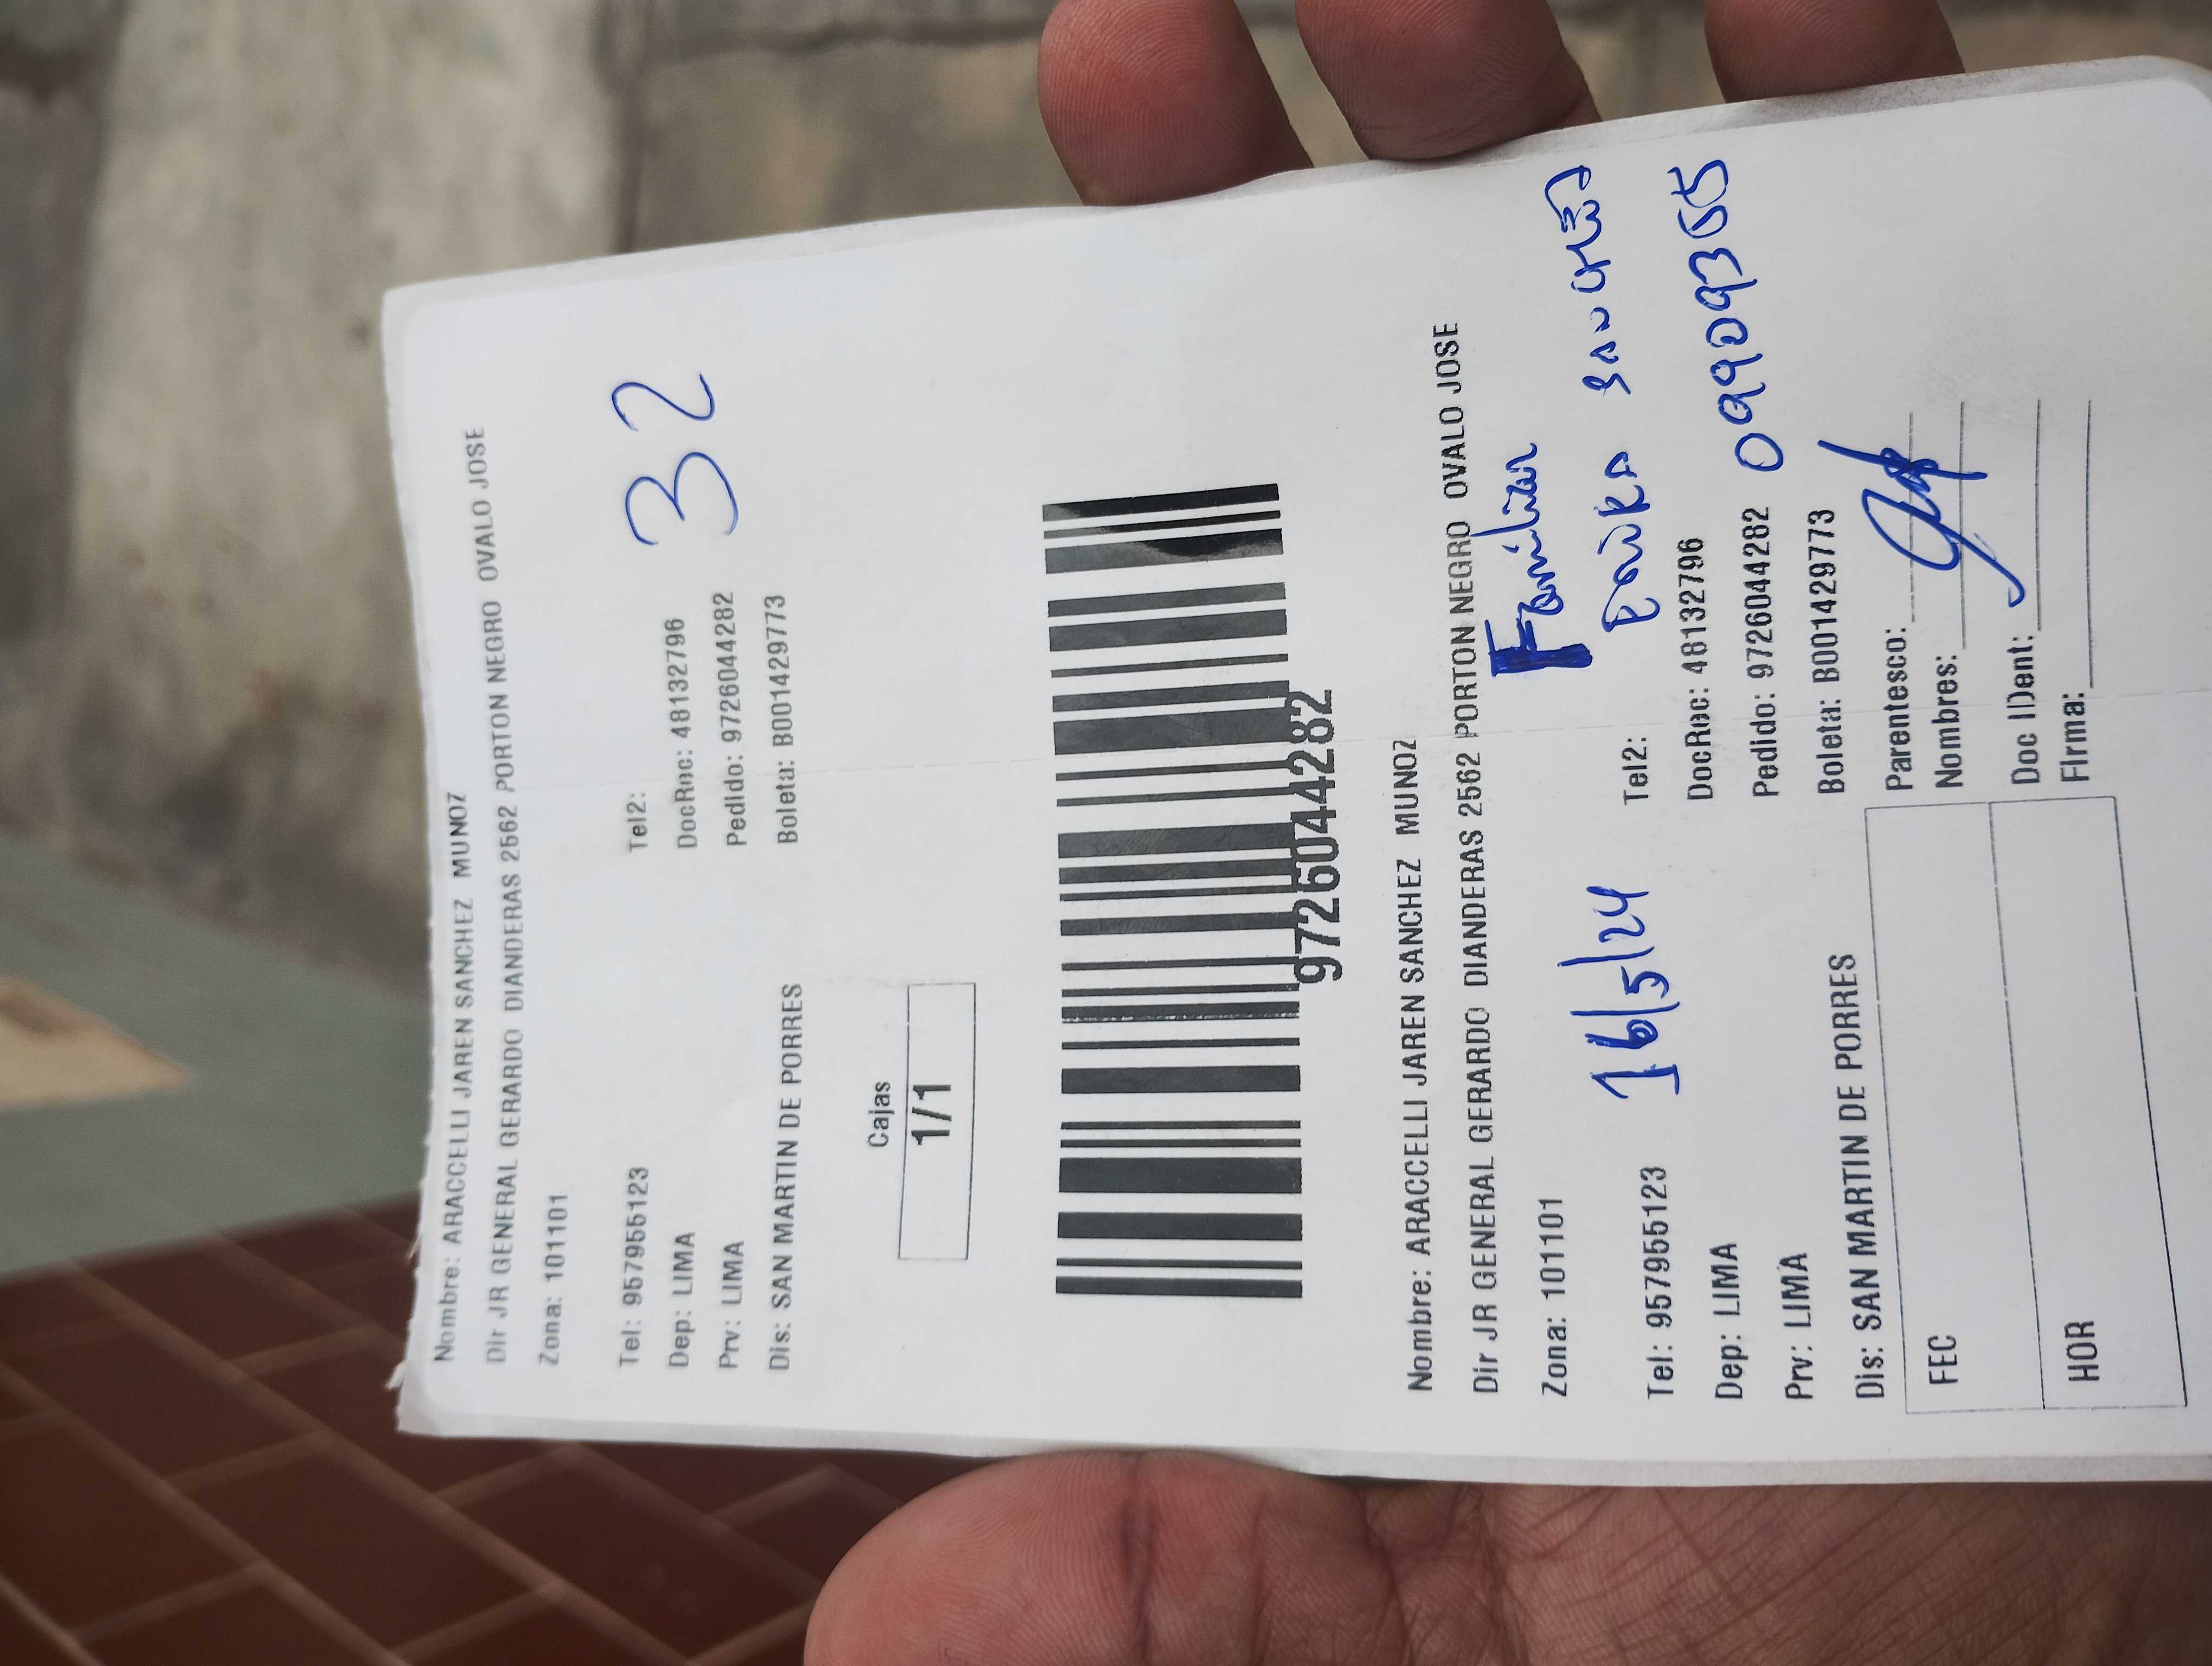 Nombre: ARACCELLI JAREN SANCHEZ MUNOZ
Dir JR GENERAL GERARDO DIANDERAS 2562 PORTON NEGRO OVALO JOSE
Zona: 101101
Tel: 957955123 Tel2:
Dep: LIMA DocRec: 48132796
Prv: LIMA Pedido: 9726044282
Dis: SAN MARTIN DE PORRES Boleta: B001429773
32
Cajas
1/1
9726044282
Nombre: ARACCELLI JAREN SANCHEZ MUNOZ
Dir JR GENERAL GERARDO DIANDERAS 2562 PORTON NEGRO OVALO JOSE
Zona: 101101
Familiar
16/5/24
Sanchez
Tel: 957955123 Tel2:
Dep: LIMA DocRec: 48132796
Prv: LIMA Pedido: 9726044282
Dis: SAN MARTIN DE PORRES Boleta: B001429773
FEC Parentesco:
Nombres:
HOR Doc IDent:
Firma: